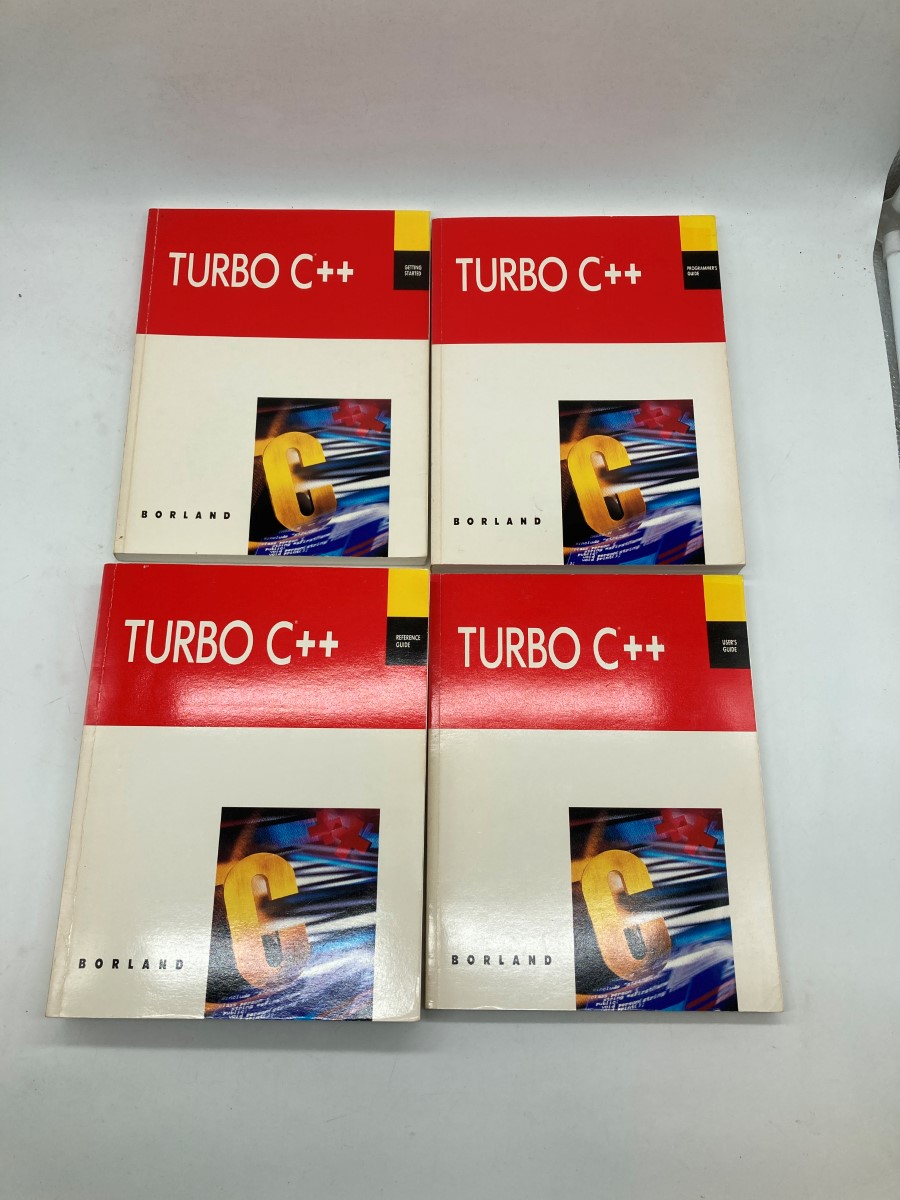 TURBO C++
GETTING
STARTED
BORLAND
TURBO C++
PROGRAMMER'S
GUIDE
BORLAND
TURBO C++
REFERENCE
GUIDE
BORLAND
TURBO C++
USER'S
GUIDE
BORLAND